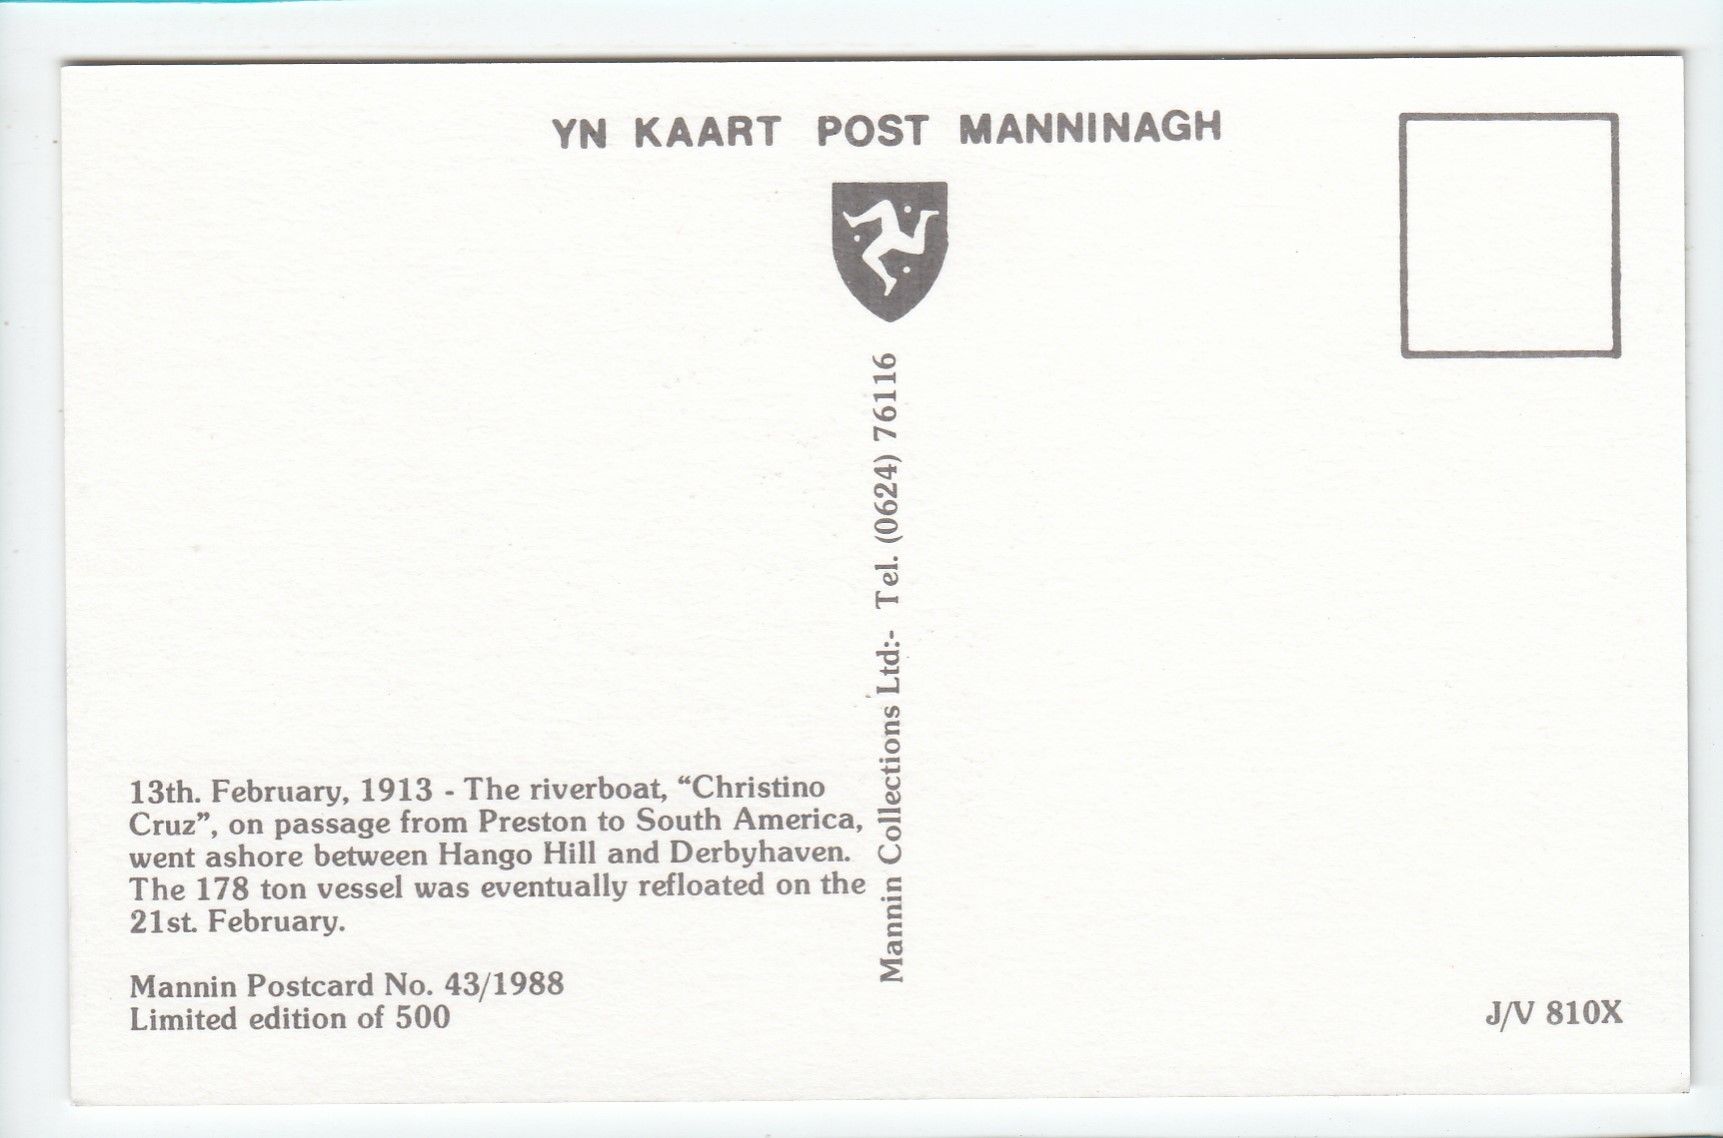 YN KAART POST MANNINAGH
Mannin Collections Ltd:- Tel. (0624) 76116
13th. February, 1913 - The riverboat, “Christino
Cruz”, on passage from Preston to South America,
went ashore between Hango Hill and Derbyhaven.
The 178 ton vessel was eventually refloated on the
21st. February.
Mannin Postcard No. 43/1988
Limited edition of 500
J/V 810X